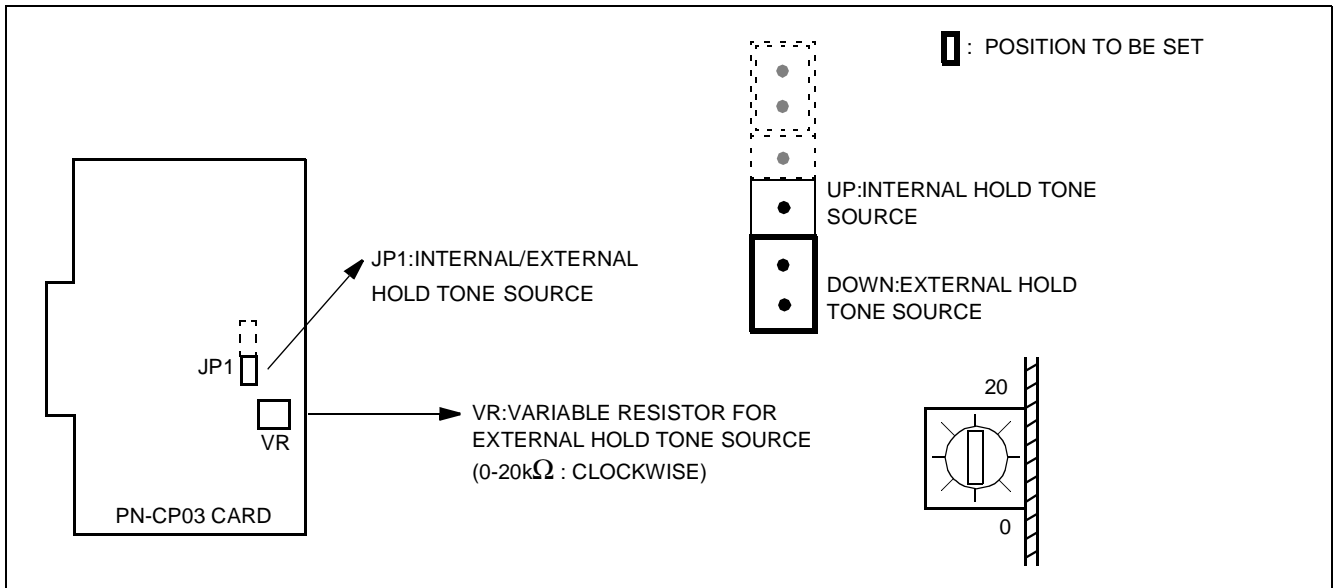 : POSITION TO BE SET
UP:INTERNAL HOLD TONE
SOURCE
JP1:INTERNAL/EXTERNAL
HOLD TONE SOURCE
DOWN:EXTERNAL HOLD
TONE SOURCE
JP1
20
VR:VARIABLE RESISTOR FOR
EXTERNAL HOLD TONE SOURCE
(0-20kΩ : CLOCKWISE)
VR
PN-CP03 CARD
0